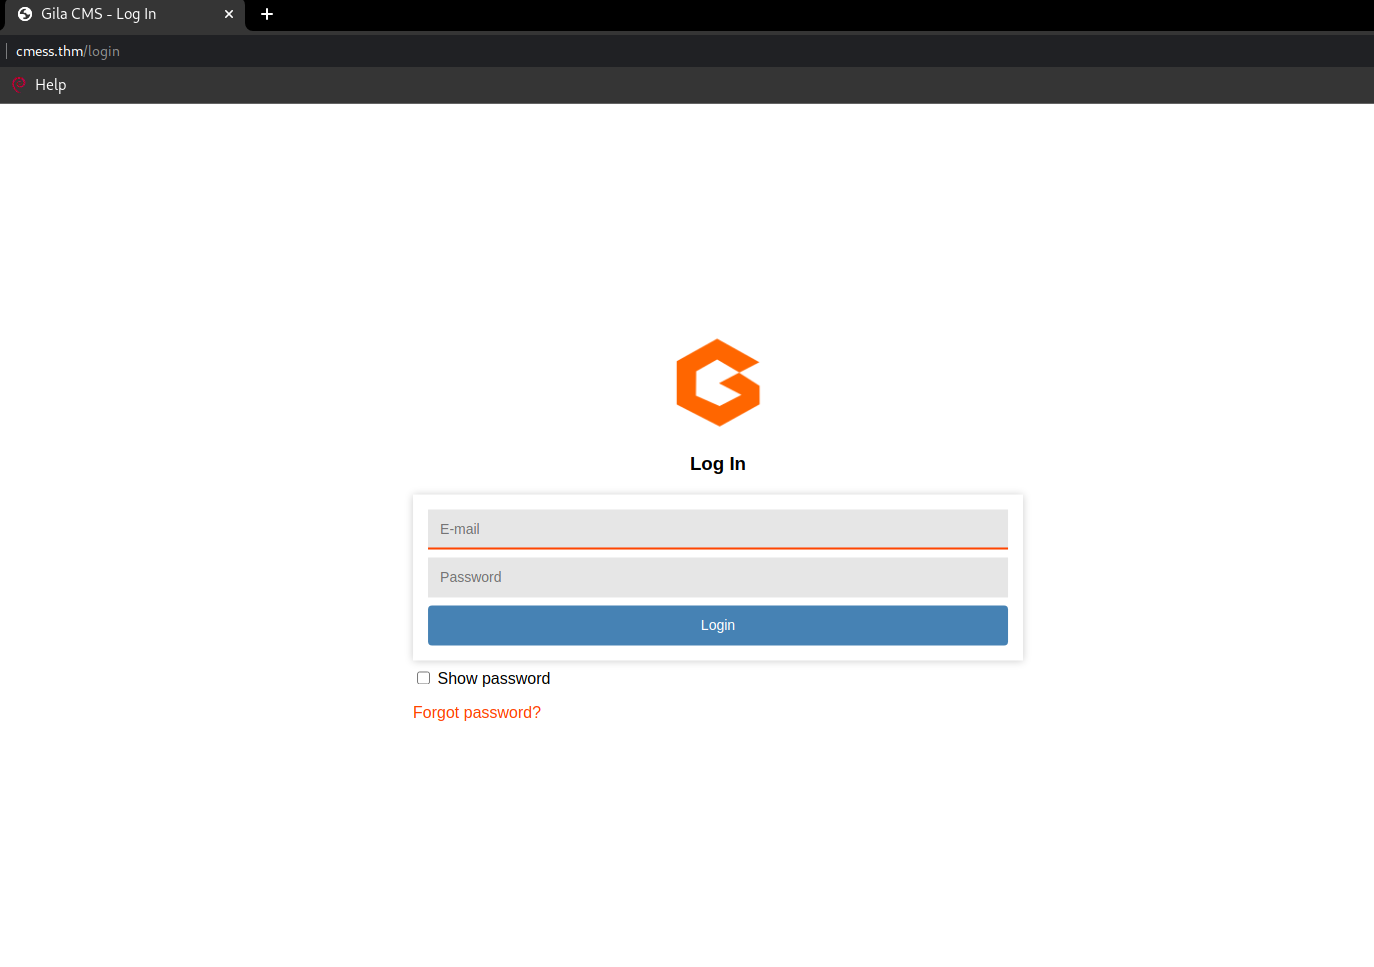 Gila CMS - Log In
cmess.thm/login
Help
Log In
E-mail
Password
Login
Show password
Forgot password?